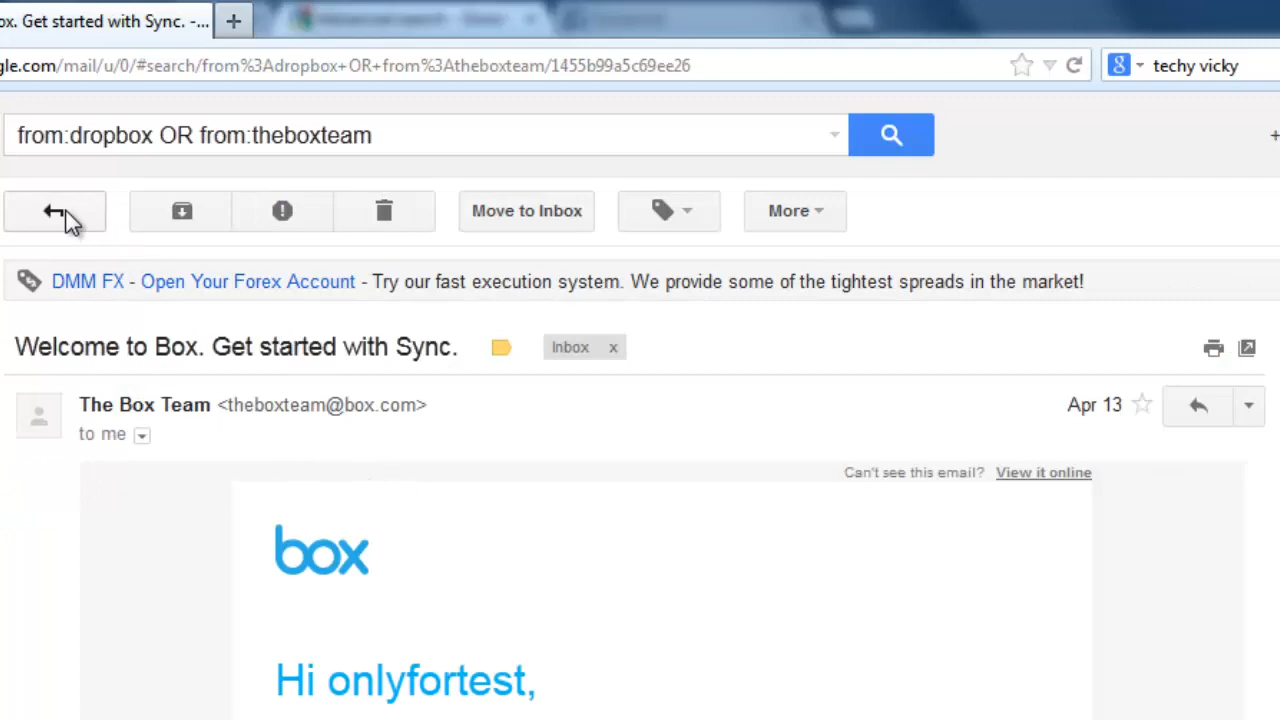 ox. Get started with Sync. -...
gle.com/mail/u/0/#search/from%3Adropbox+OR+from%3Atheboxteam/1455b99a5c69ee26
8
techy vicky
from:dropbox OR from:theboxteam
Move to Inbox
More
DMM FX - Open Your Forex Account - Try our fast execution system. We provide some of the tightest spreads in the market!
Welcome to Box. Get started with Sync.
Inbox x
The Box Team <theboxteam@box.com>
Apr 13
to me
Can't see this email? View it online
box
Hi onlyfortest,